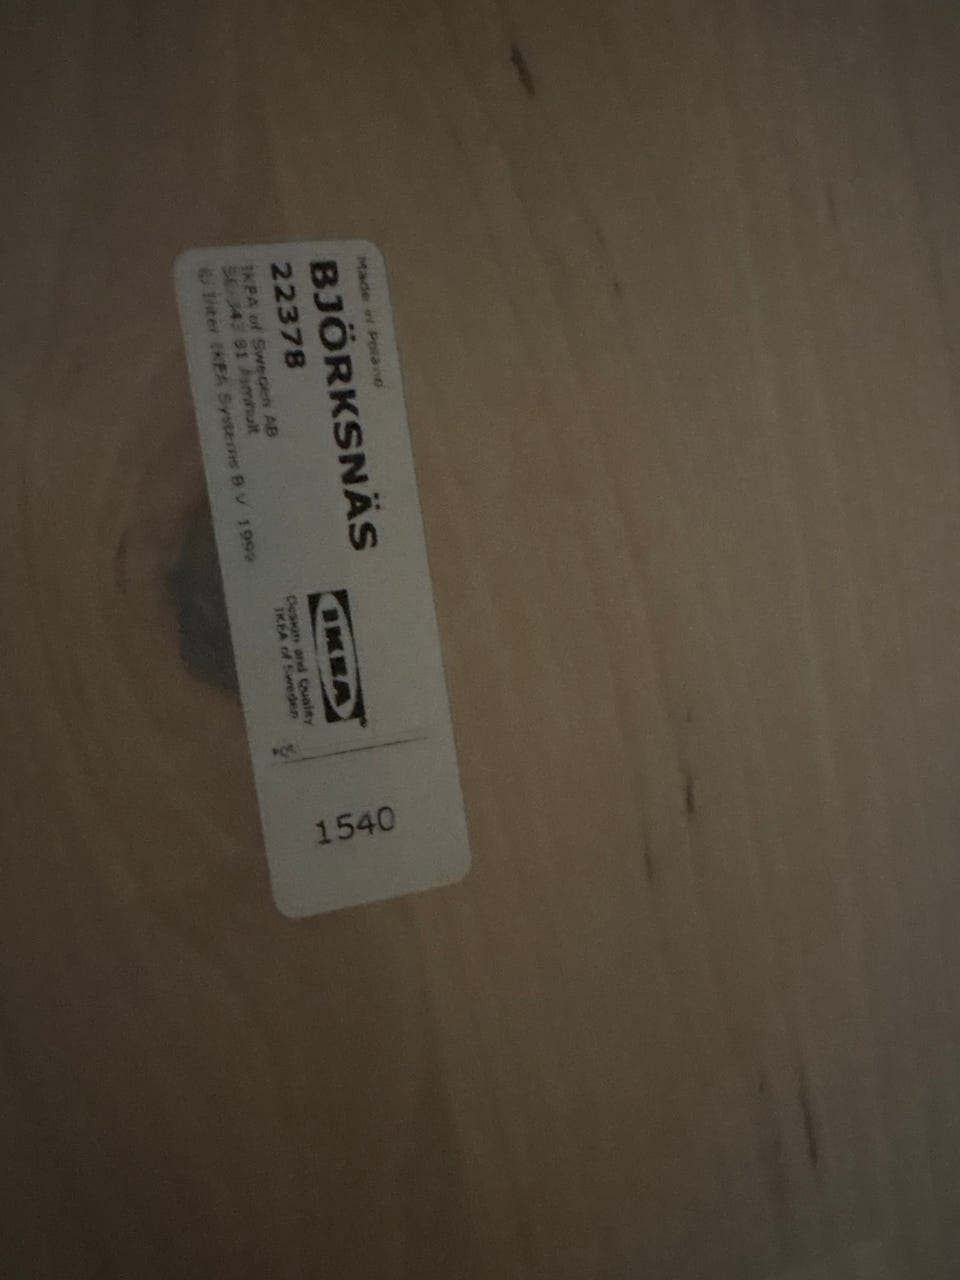 Made in Poland
BJÖRKSNÄS
22378
IKEA of Sweden AB
SE-343 81 Älmhult
© Inter IKEA Systems B.V. 1999
IKEA®
Design and Quality
IKEA of Sweden
1540